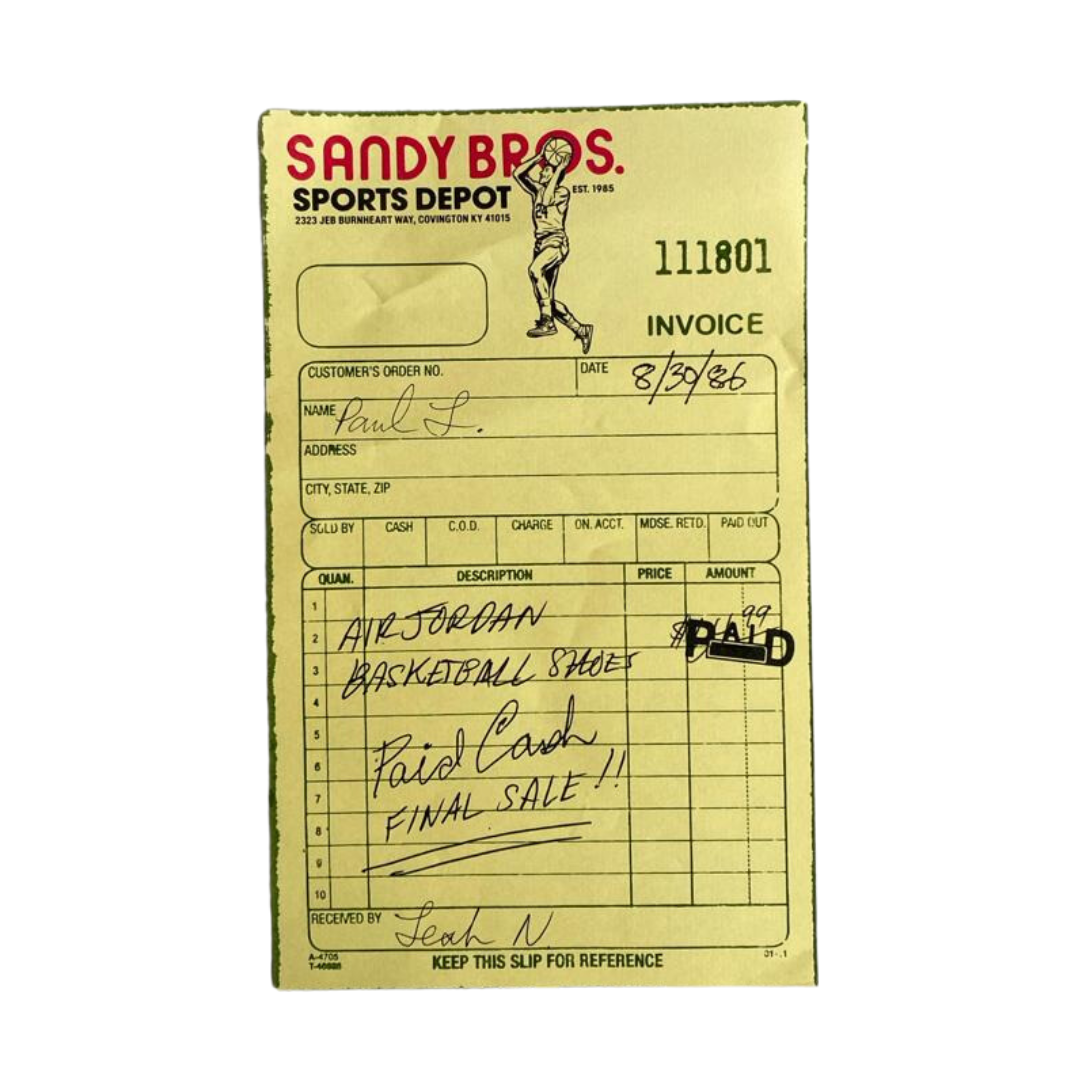 SANDY BROS.
SPORTS DEPOT
EST. 1985
2323 JEB BURNHEART WAY, COVINGTON KY 41015
24
111801
INVOICE
CUSTOMER'S ORDER NO. DATE 8/30/86
NAME Paul L.
ADDRESS
CITY, STATE, ZIP
SOLD BY CASH C.O.D. CHARGE ON. ACCT. MDSE. RETD. PAID OUT
QUAN. DESCRIPTION PRICE AMOUNT
1
2 AIR JORDAN $ 99 PAID
3 BASKETBALL SHOES
4
5
6 Paid Cash
7 FINAL SALE!!
8
9
10
RECEIVED BY Leah N
A-4705
KEEP THIS SLIP FOR REFERENCE